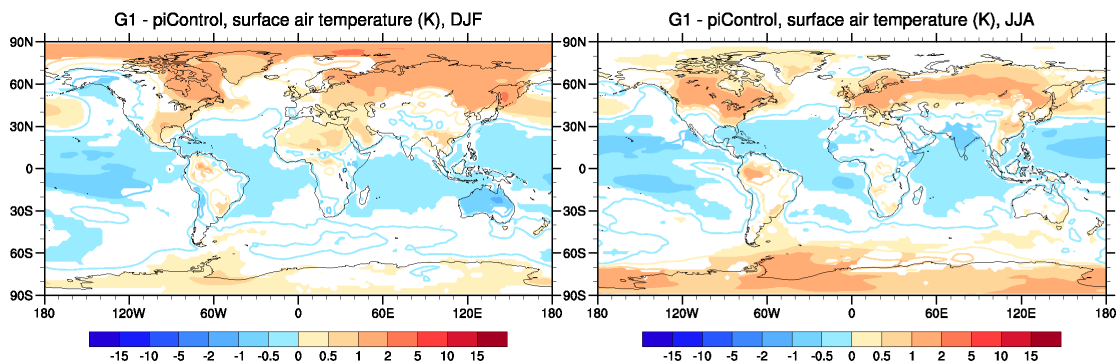 G1 - piControl, surface air temperature (K), DJF
90N
60N
30N
0
30S
60S
90S
180 120W 60W 0 60E 120E 180
-15 -10 -5 -2 -1 -0.5 0 0.5 1 2 5 10 15
G1 - piControl, surface air temperature (K), JJA
90N
60N
30N
0
30S
60S
90S
180 120W 60W 0 60E 120E 180
-15 -10 -5 -2 -1 -0.5 0 0.5 1 2 5 10 15